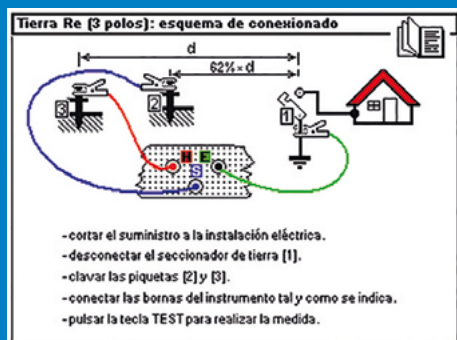 Tierra Re (3 polos): esquema de conexionado
d
62%×d
3
2
1
H E
S
-cortar el suministro a la instalación eléctrica.
-desconectar el seccionador de tierra (1).
-clavar las piquetas (2) y (3).
-conectar las bornas del instrumento tal y como se indica.
-pulsar la tecla TEST para realizar la medida.